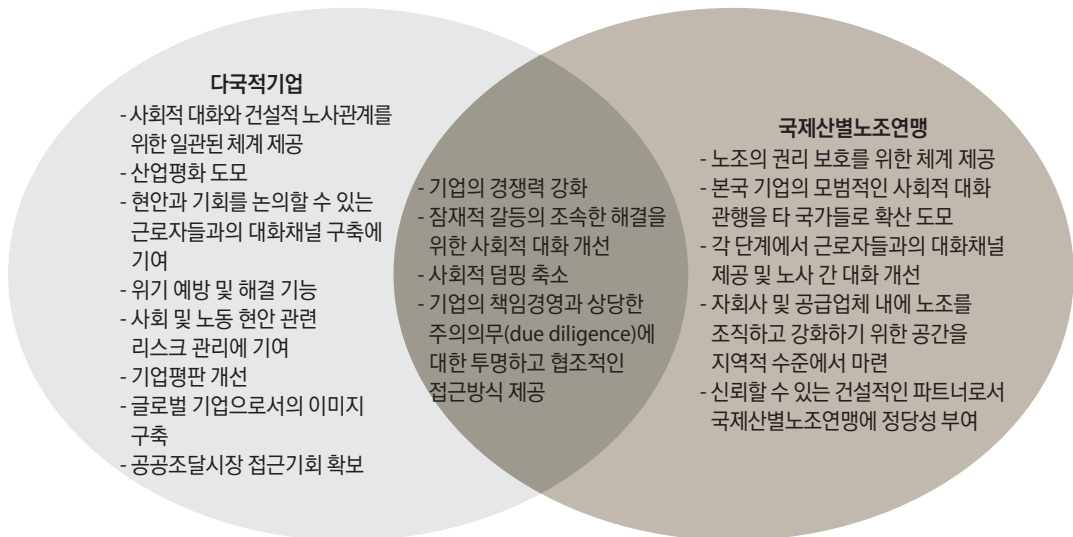 다국적기업
- 사회적 대화와 건설적 노사관계를
위한 일관된 체계 제공
- 산업평화 도모
- 현안과 기회를 논의할 수 있는
근로자들과의 대화채널 구축에
기여
- 위기 예방 및 해결 기능
- 사회 및 노동 현안 관련
리스크 관리에 기여
- 기업평판 개선
- 글로벌 기업으로서의 이미지
구축
- 공공조달시장 접근기회 확보
- 기업의 경쟁력 강화
- 잠재적 갈등의 조속한 해결을
위한 사회적 대화 개선
- 사회적 덤핑 축소
- 기업의 책임경영과 상당한
주의의무(due diligence)에
대한 투명하고 협조적인
접근방식 제공
국제산별노조연맹
- 노조의 권리 보호를 위한 체계 제공
- 본국 기업의 모범적인 사회적 대화
관행을 타 국가들로 확산 도모
- 각 단계에서 근로자들과의 대화채널
제공 및 노사 간 대화 개선
- 자회사 및 공급업체 내에 노조를
조직하고 강화하기 위한 공간을
지역적 수준에서 마련
- 신뢰할 수 있는 건설적인 파트너로서
국제산별노조연맹에 정당성 부여